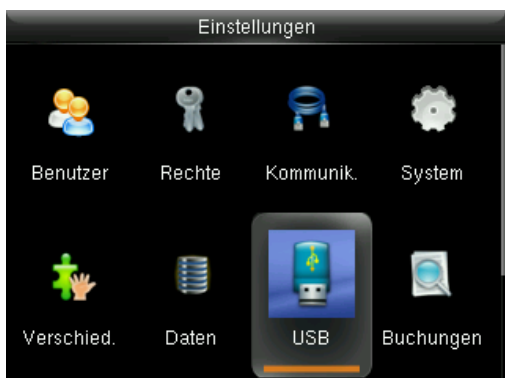 Einstellungen
Benutzer Rechte Kommunik. System
Verschied. Daten USB Buchungen